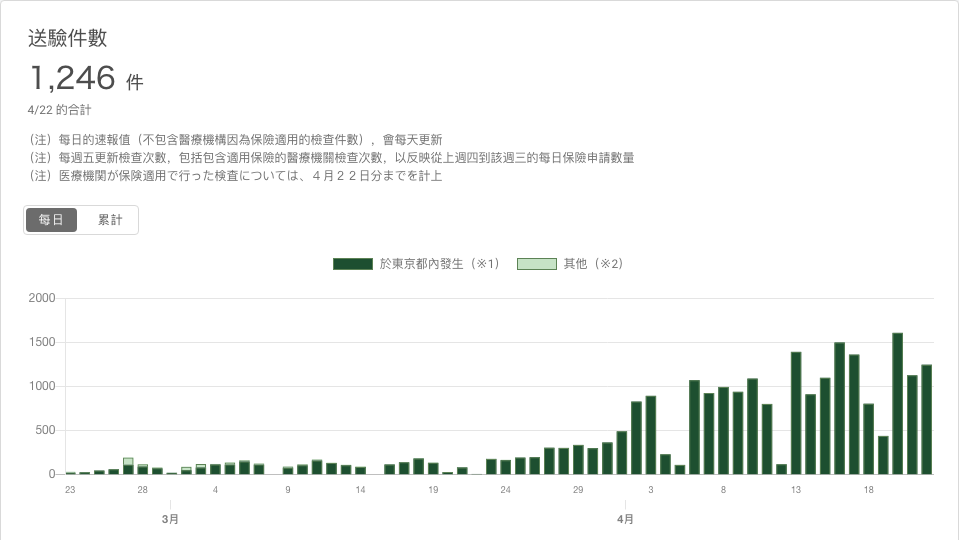 送驗件數
1,246 件
4/22 的合計
（注）每日的速報值（不包含醫療機構因為保險適用的檢查件數），會每天更新
（注）每週五更新檢查次數，包括包含適用保險的醫療機關檢查次數，以反映從上週四到該週三的每日保險申請數量
（注）医療機関が保険適用で行った検査については、４月２２日分までを計上
每日 累計
於東京都內發生（※1） 其他（※2）
2000
1500
1000
500
0
23 28 4 9 14 19 24 29 3 8 13 18
3月 4月